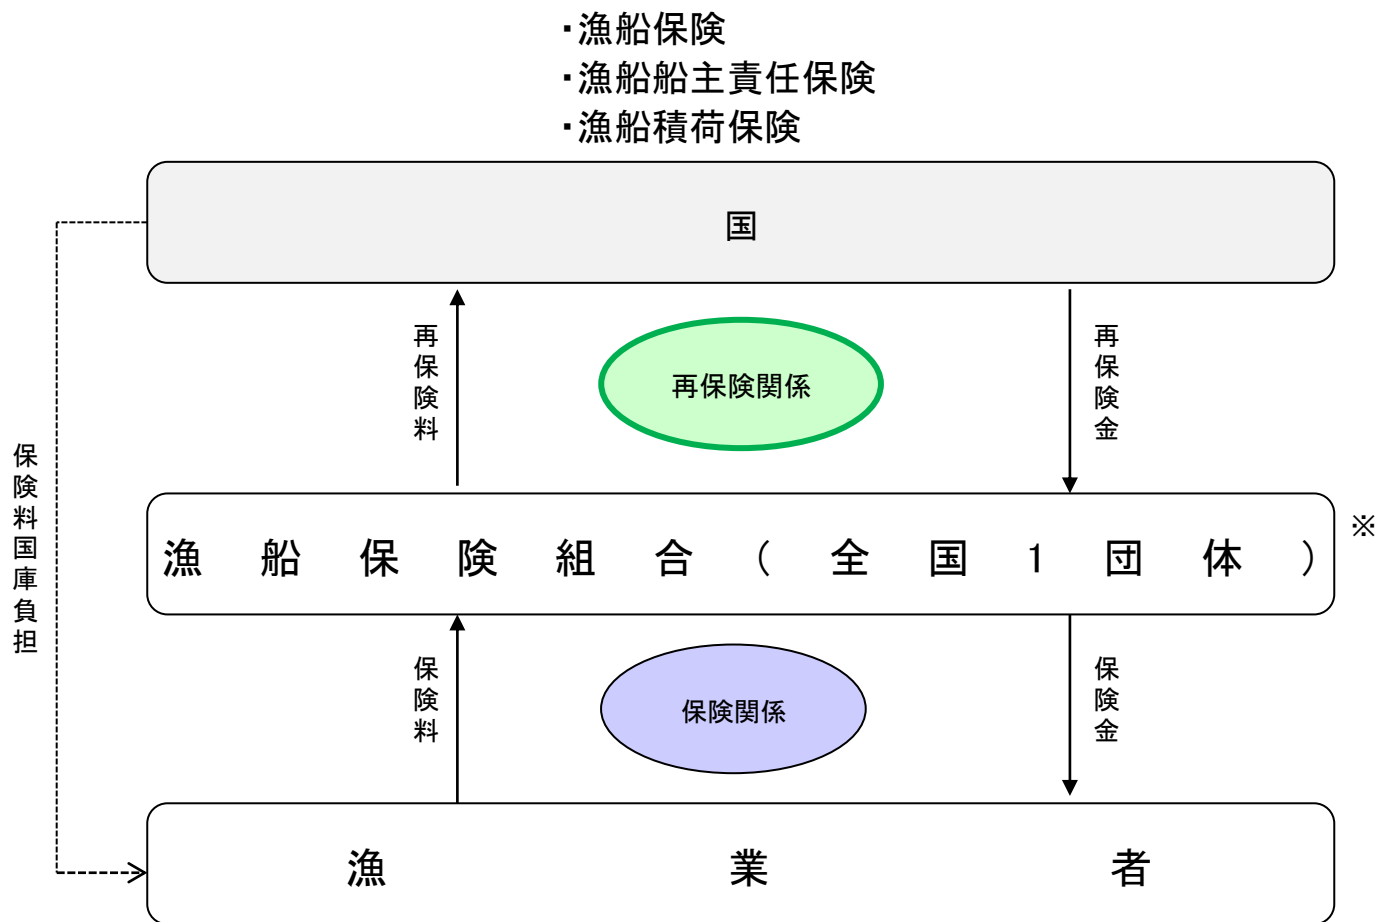 ・漁船保険
・漁船船主責任保険
・漁船積荷保険
国
再保険料
再保険関係
再保険金
保険料国庫負担
漁船保険組合(全国1団体)
※
保険料
保険関係
保険金
漁業者